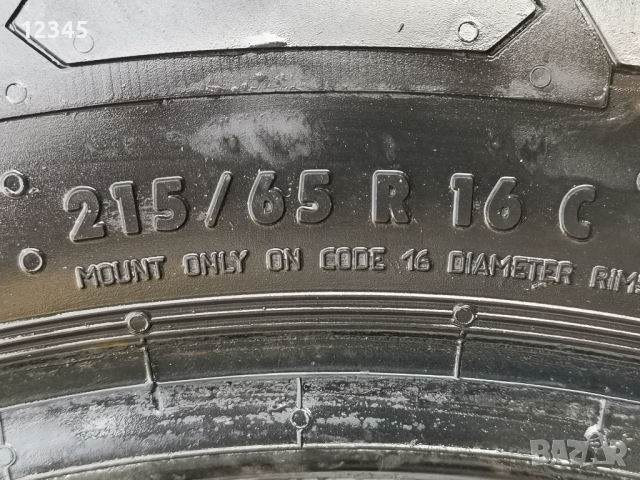 12345
215/65 R 16 C
MOUNT ONLY ON CODE 16 DIAMETER RIMS
BAZAR